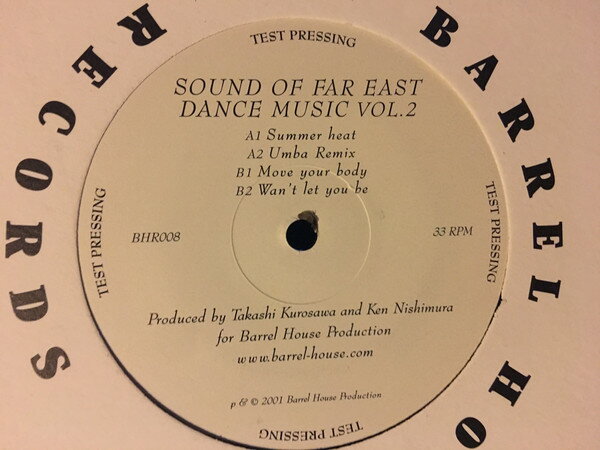 TEST PRESSING
SOUND OF FAR EAST
DANCE MUSIC VOL.2
A1 Summer heat
A2 Umba Remix
B1 Move your body
B2 Wan't let you be
BHR008
33 RPM
TEST PRESSING
TEST PRESSING
Produced by Takashi Kurosawa and Ken Nishimura
for Barrel House Production
www.barrel-house.com
p & © 2001 Barrel House Production
TEST PRESSING
BARREL HO
RECORDS